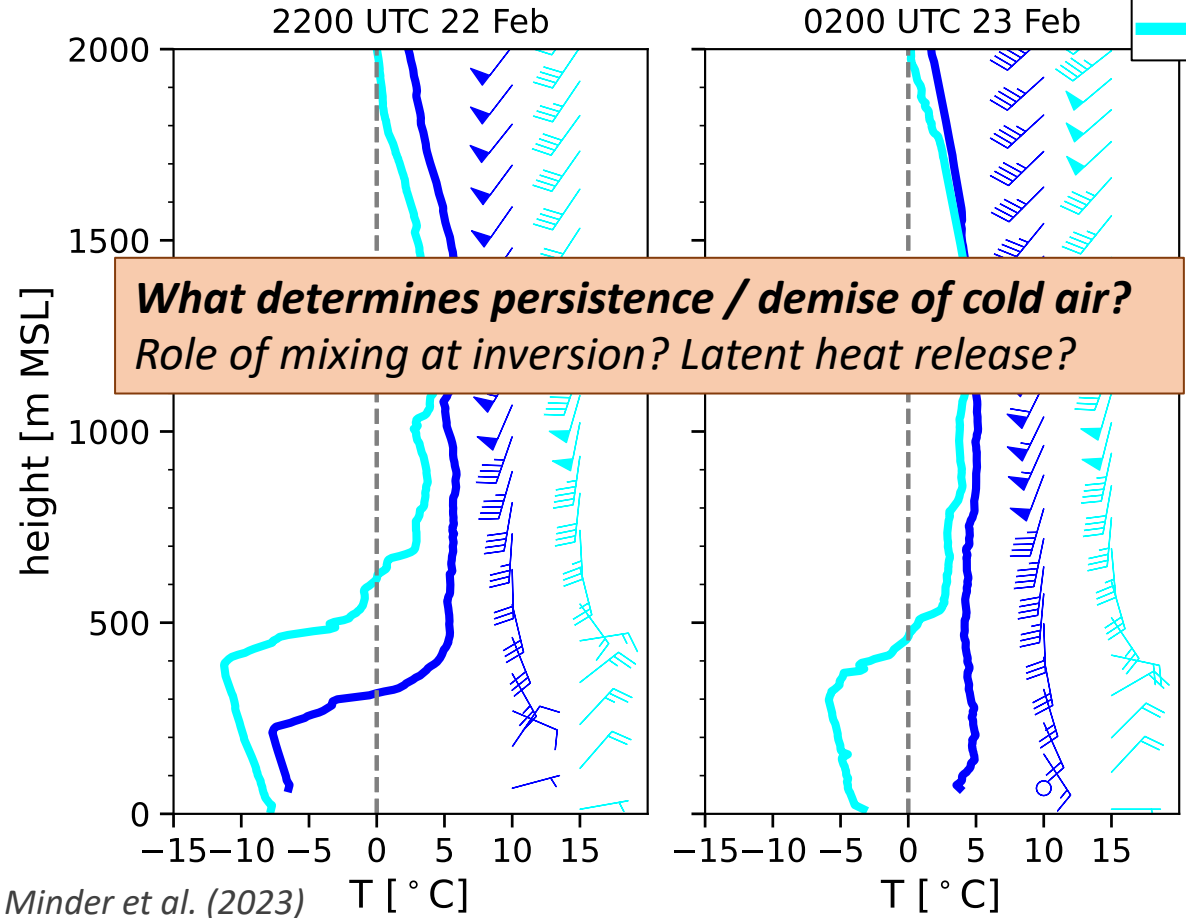 2200 UTC 22 Feb
0200 UTC 23 Feb
2000
1500
What determines persistence / demise of cold air?
Role of mixing at inversion? Latent heat release?
1000
500
0
height [m MSL]
−15 −10 −5 0 5 10 15
−15 −10 −5 0 5 10 15
T [°C]
T [°C]
Minder et al. (2023)